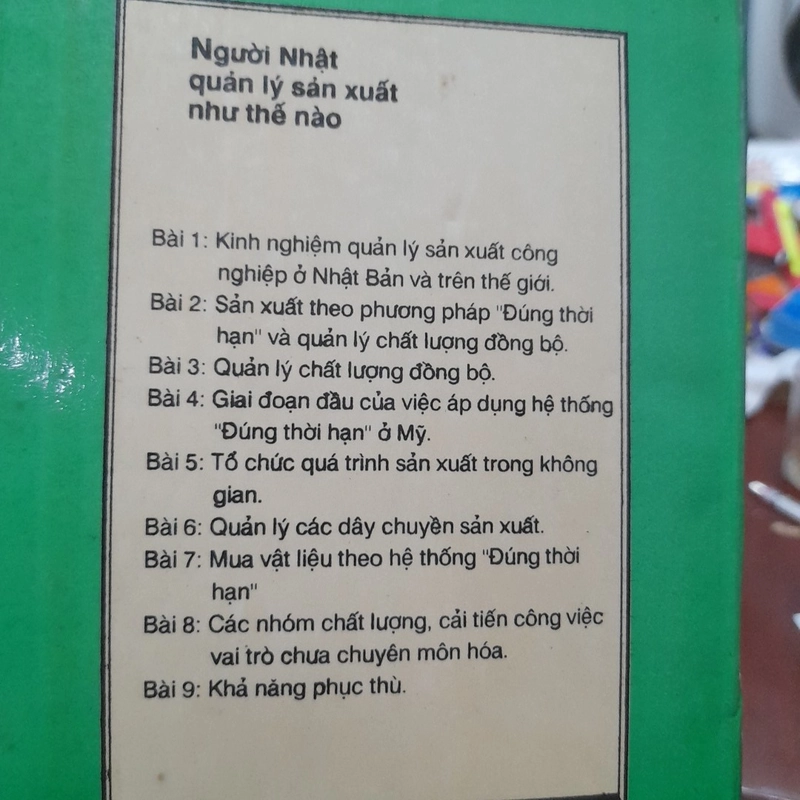 Người Nhật
quản lý sản xuất
như thế nào
Bài 1: Kinh nghiệm quản lý sản xuất công
nghiệp ở Nhật Bản và trên thế giới.
Bài 2: Sản xuất theo phương pháp "Đúng thời
hạn" và quản lý chất lượng đồng bộ.
Bài 3: Quản lý chất lượng đồng bộ.
Bài 4: Giai đoạn đầu của việc áp dụng hệ thống
"Đúng thời hạn" ở Mỹ.
Bài 5: Tổ chức quá trình sản xuất trong không
gian.
Bài 6: Quản lý các dây chuyền sản xuất.
Bài 7: Mua vật liệu theo hệ thống "Đúng thời
hạn"
Bài 8: Các nhóm chất lượng, cải tiến công việc
vai trò chưa chuyên môn hóa.
Bài 9: Khả năng phục thù.